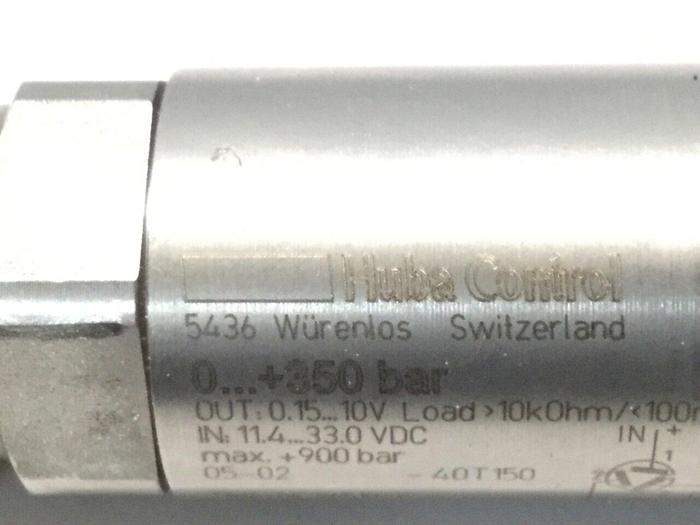 Huba Control
5436 Würenlos Switzerland
0...+350 bar
OUT: 0.15...10V Load >10kOhm/<100n
IN: 11.4...33.0 VDC
IN +
max. +900 bar
1
05-02 - 40T150